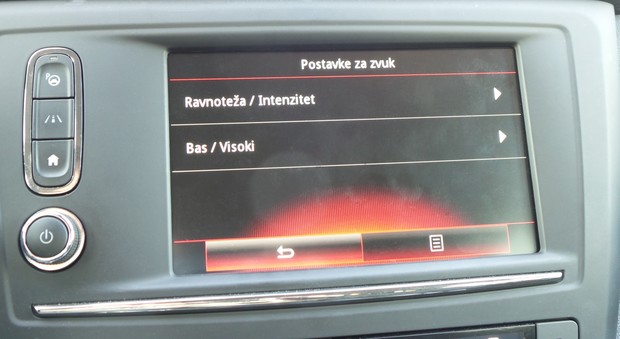 Postavke za zvuk
Ravnoteža / Intenzitet
Bas / Visoki